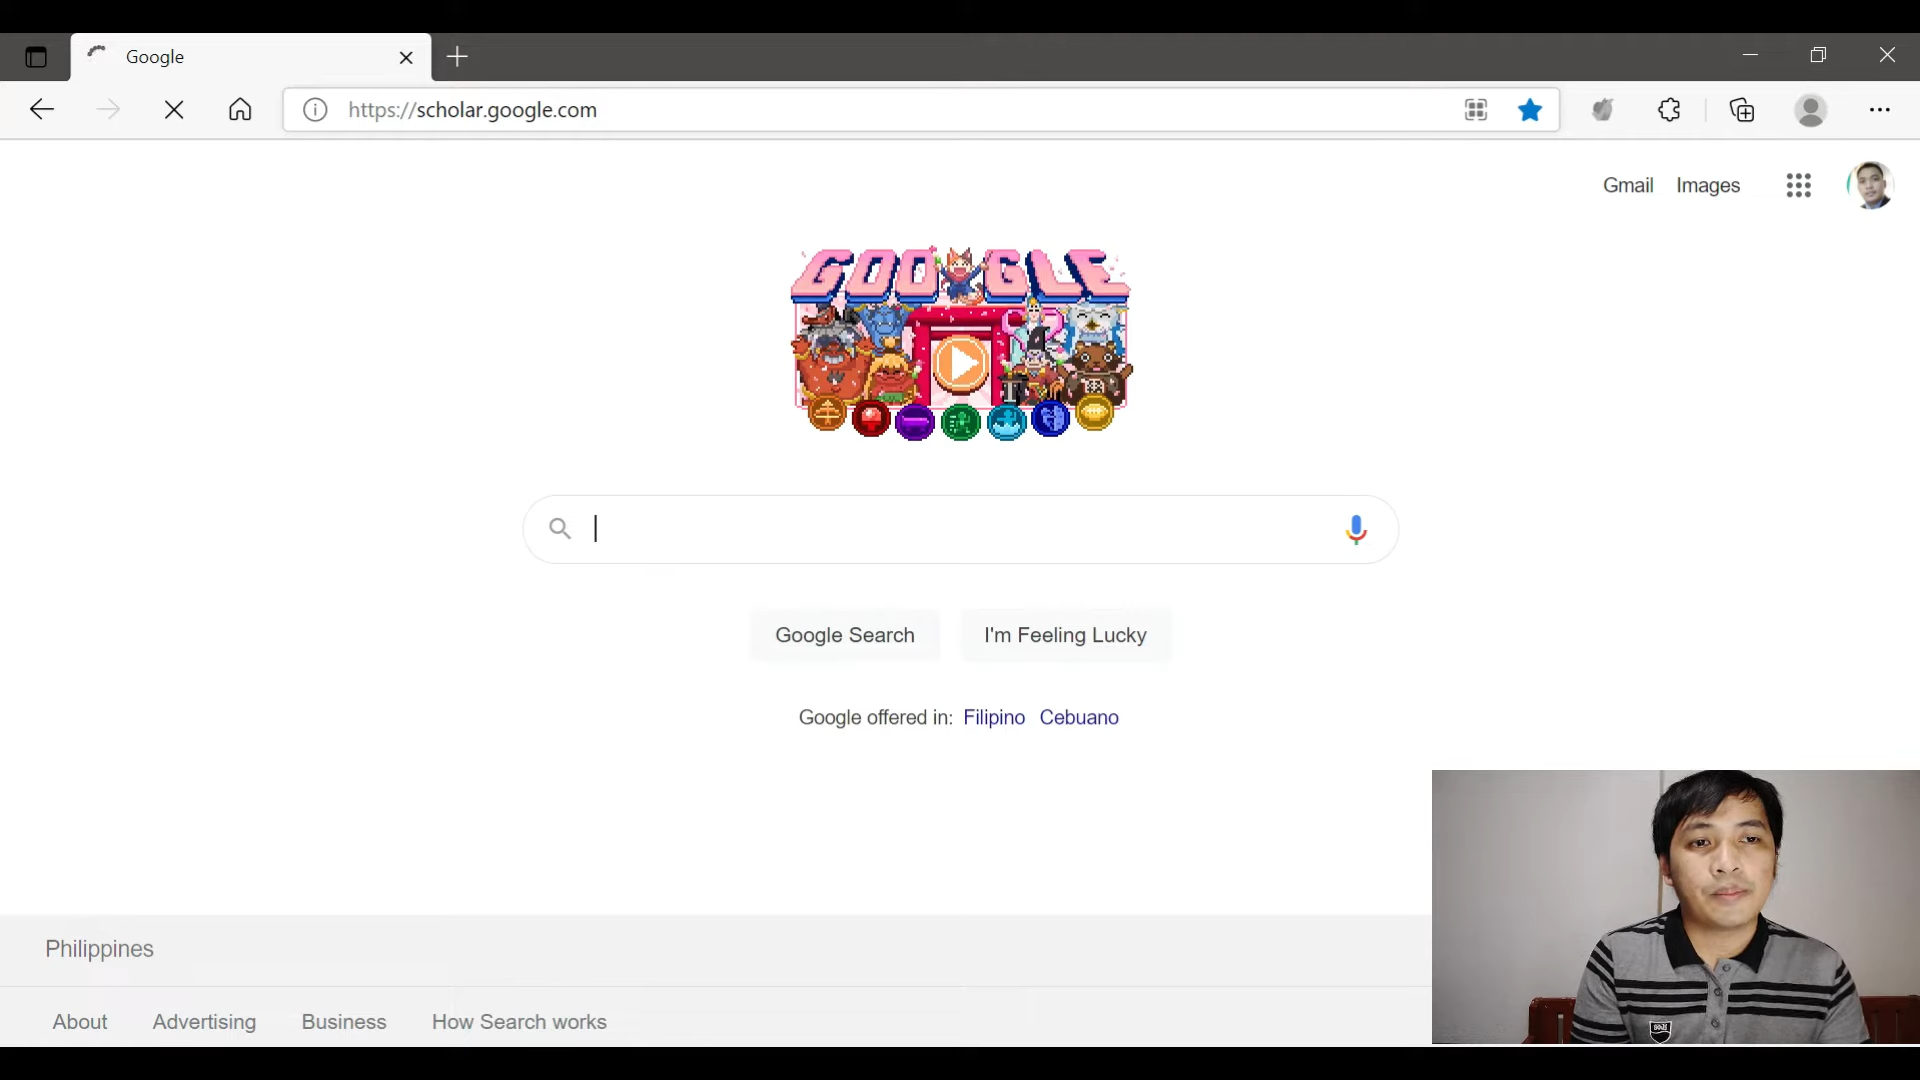 Google
https://scholar.google.com
Gmail Images
GOOGLE
Google Search I'm Feeling Lucky
Google offered in: Filipino Cebuano
Philippines
About Advertising Business How Search works